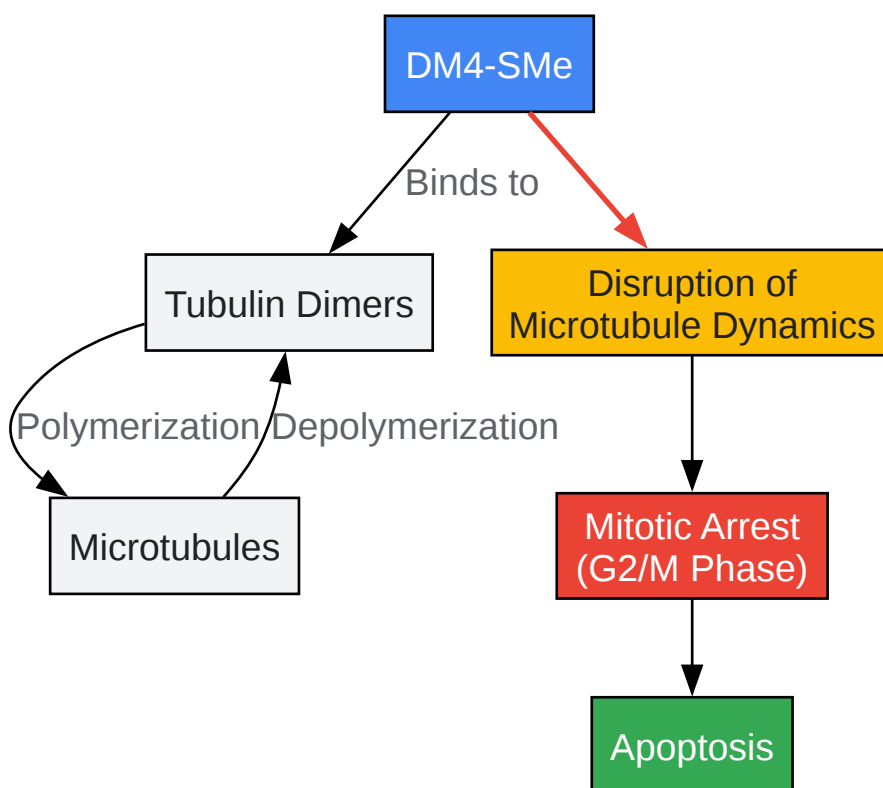 DM4-SMe
Binds to
Tubulin Dimers
Disruption of
Microtubule Dynamics
Polymerization
Depolymerization
Microtubules
Mitotic Arrest
(G2/M Phase)
Apoptosis